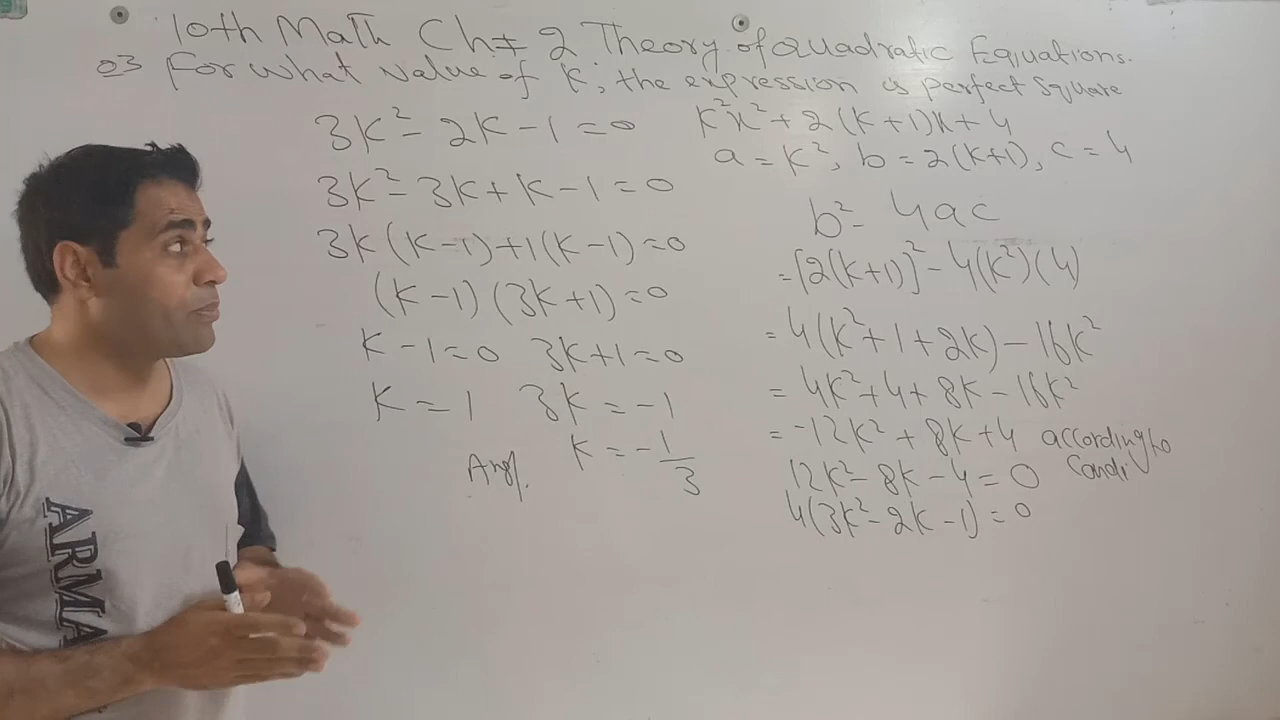 10th Math Ch# 2 Theory of Quadratic Equations.
Q3 For what value of K, the expression is perfect square
K²x²+2(K+1)x+4
a=K², b=2(K+1), c=4
b²-4ac
=[2(K+1)]²-4(K²)(4)
=4(K²+1+2K)-16K²
=4K²+4+8K-16K²
=-12K²+8K+4 according to
Condi
12K²-8K-4=0
4(3K²-2K-1)=0
3K²-2K-1=0
3K²-3K+K-1=0
3K(K-1)+1(K-1)=0
(K-1)(3K+1)=0
K-1=0 3K+1=0
K=1 3K=-1
Ans. K=-1/3
ARMA